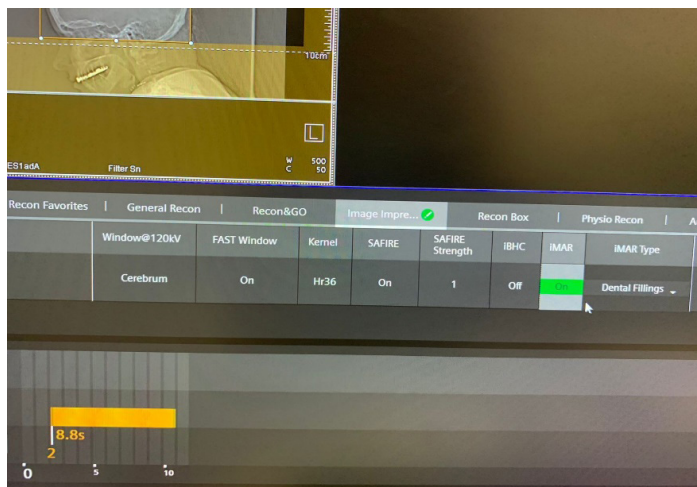 10cm
L
ES1adA Filter Sn W 500
C 50
Recon Favorites | General Recon | Recon&GO Image Impre... Recon Box | Physio Recon | A
Window@120kV FAST Window Kernel SAFIRE SAFIRE Strength iBHC iMAR iMAR Type
Cerebrum On Hr36 On 1 Off On Dental Fillings
8.8s
2
0 5 10